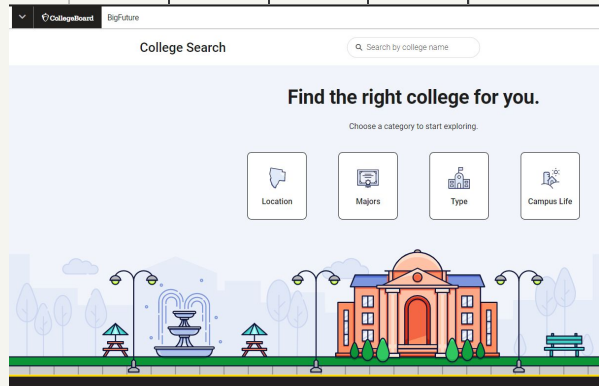 CollegeBoard BigFuture
College Search
Search by college name
Find the right college for you.
Choose a category to start exploring.
Location Majors Type Campus Life